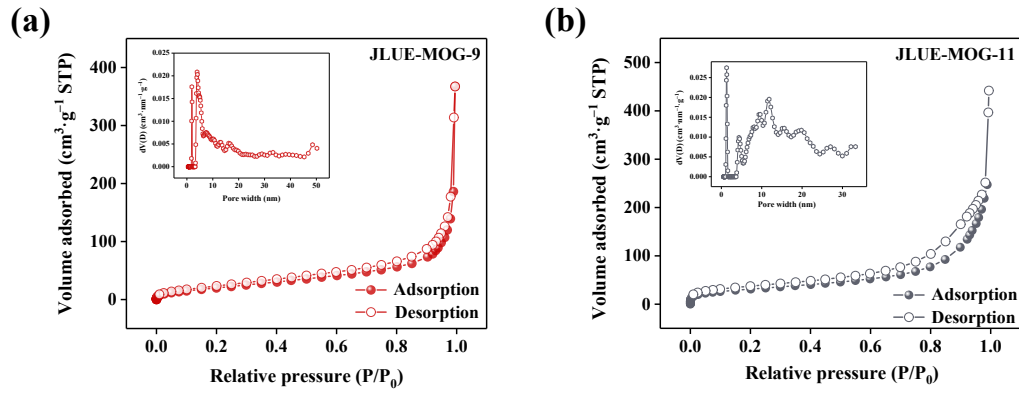 (a)
JLUE-MOG-9
Volume adsorbed (cm³·g⁻¹ STP)
400
300
200
100
0
0.0 0.2 0.4 0.6 0.8 1.0
Relative pressure (P/P₀)
Adsorption
Desorption
dV(D) (cm³·nm⁻¹·g⁻¹)
0.025
0.020
0.015
0.010
0.005
0.000
0 10 20 30 40 50
Pore width (nm)
(b)
JLUE-MOG-11
Volume adsorbed (cm³·g⁻¹ STP)
500
400
300
200
100
0
0.0 0.2 0.4 0.6 0.8 1.0
Relative pressure (P/P₀)
Adsorption
Desorption
dV(D) (cm³·nm⁻¹·g⁻¹)
0.025
0.020
0.015
0.010
0.005
0.000
0 10 20 30
Pore width (nm)